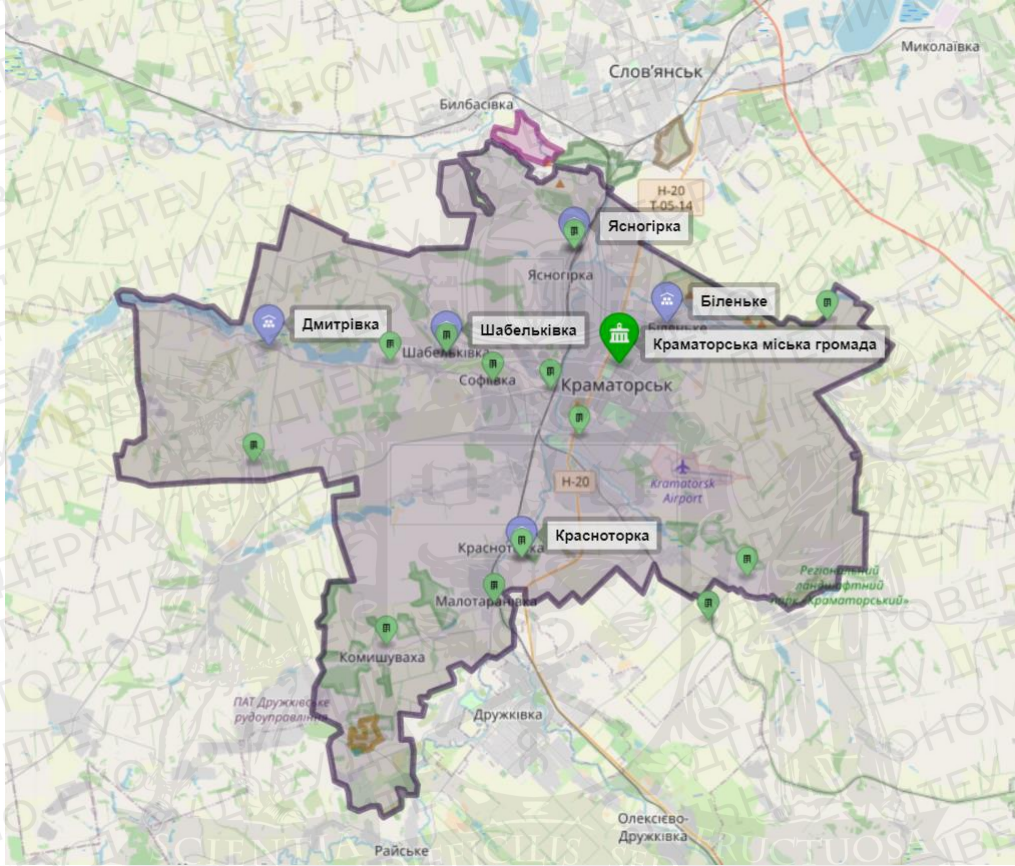 Миколаївка
Слов'янськ
Билбасівка
Н-20
Т-05-14
Ясногірка
Ясногірка
Біленьке
Біленьке
Дмитрівка
Шабельківка
Шабельківка
Краматорська міська громада
Софіївка
Краматорськ
Н-20
Kramatorsk
Airport
Красноторка
Красноторка
Регіональний
ландшафтний
парк «Краматорський»
Малотаранівка
Комишуваха
ПАТ Дружківське
рудоуправління
Дружківка
Олексієво-
Дружківка
Райське